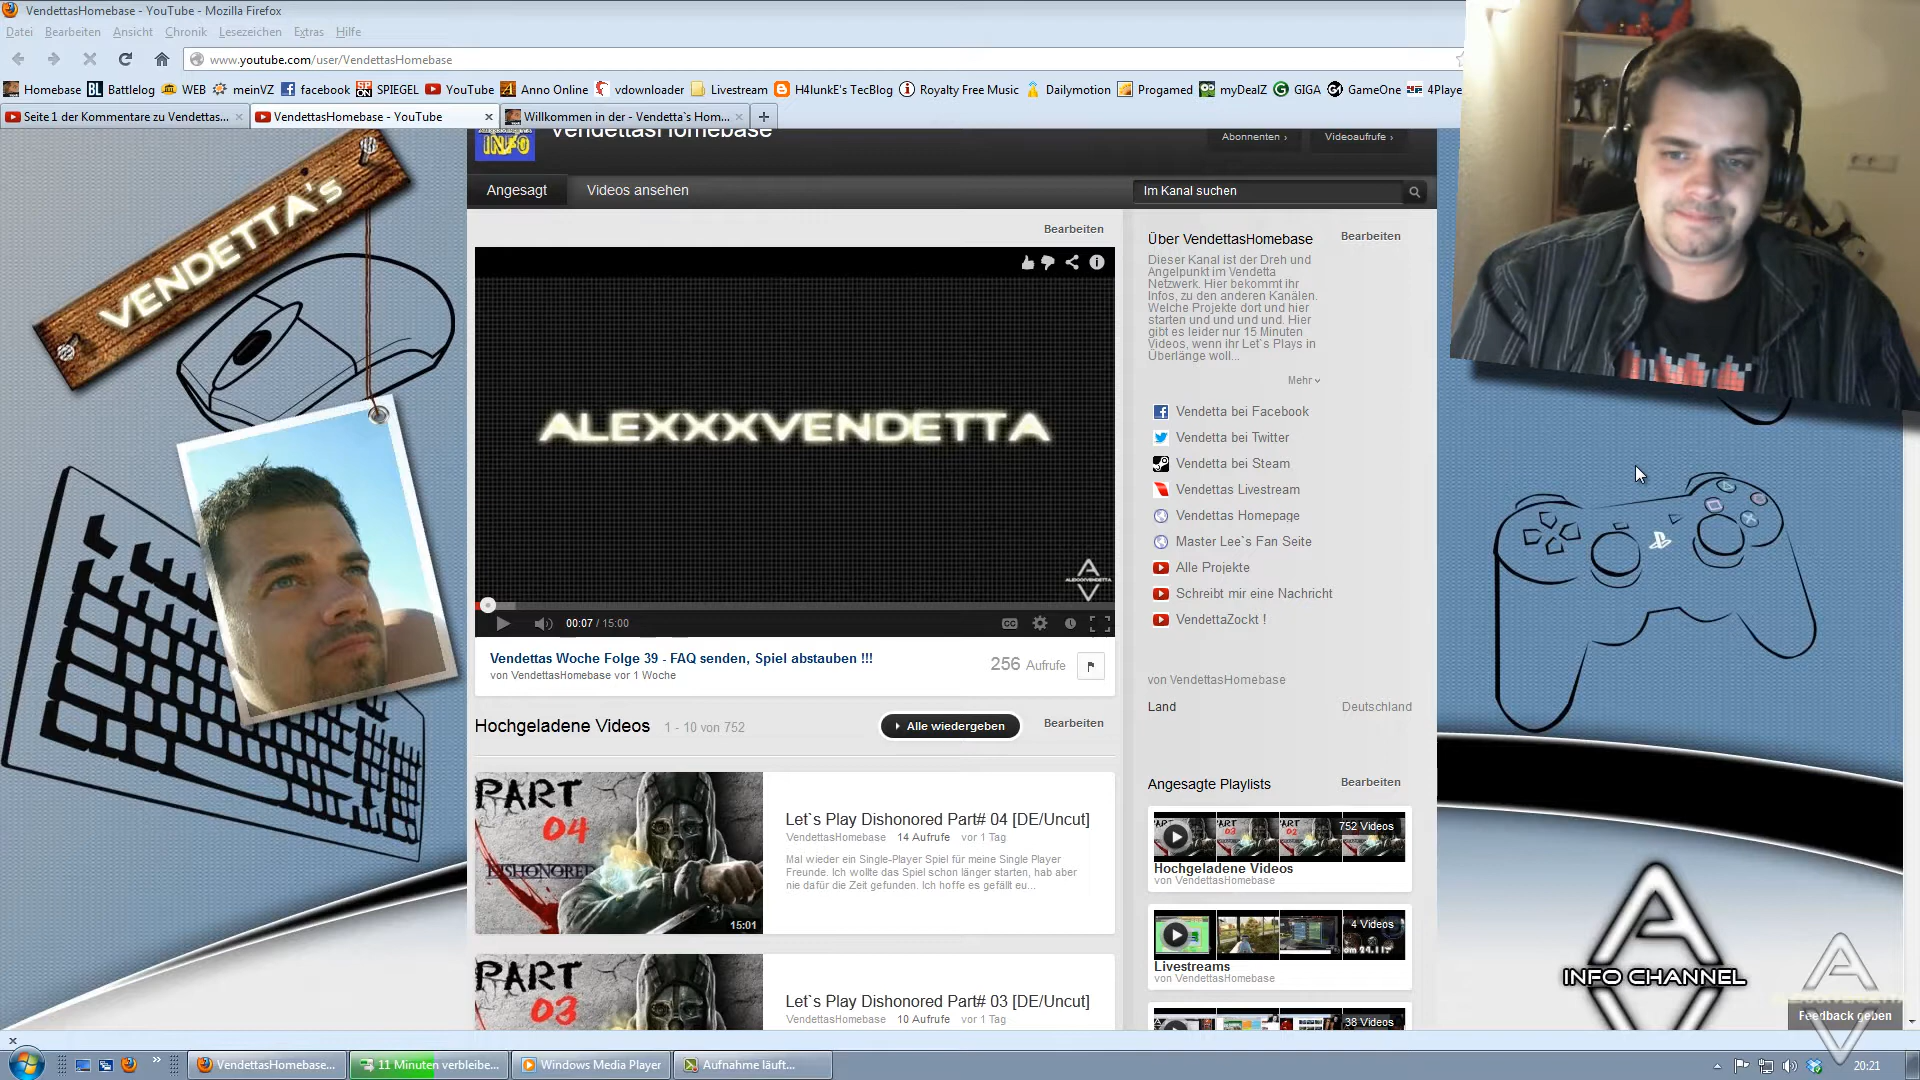 VendettasHomebase - YouTube - Mozilla Firefox
Datei Bearbeiten Ansicht Chronik Lesezeichen Extras Hilfe
www.youtube.com/user/VendettasHomebase
Homebase Battlelog WEB meinVZ facebook SPIEGEL YouTube Anno Online vdownloader Livestream H4lunkE's TecBlog Royalty Free Music Dailymotion Progamed myDealZ GIGA GameOne 4Playe
Seite 1 der Kommentare zu Vendettas... VendettasHomebase - YouTube Willkommen in der - Vendetta`s Hom...
INFO
VendettasHomebase
Abonnenten ›
Videoaufrufe ›
Angesagt
Videos ansehen
Im Kanal suchen
VENDETTA's
Bearbeiten
ALEXXXVENDETTA
ALEXXXVENDETTA
00:07 / 15:00
CC
Vendettas Woche Folge 39 - FAQ senden, Spiel abstauben !!!
von VendettasHomebase vor 1 Woche
256 Aufrufe
Hochgeladene Videos 1 - 10 von 752
Alle wiedergeben
Bearbeiten
PART
04
DISHONORED
15:01
Let`s Play Dishonored Part# 04 [DE/Uncut]
VendettasHomebase 14 Aufrufe vor 1 Tag
Mal wieder ein Single-Player Spiel für meine Single Player
Freunde. Ich wollte das Spiel schon länger starten, hab aber
nie dafür die Zeit gefunden. Ich hoffe es gefällt eu...
PART
03
Let`s Play Dishonored Part# 03 [DE/Uncut]
VendettasHomebase 10 Aufrufe vor 1 Tag
Über VendettasHomebase
Bearbeiten
Dieser Kanal ist der Dreh und
Angelpunkt im Vendetta
Netzwerk. Hier bekommt ihr
Infos, zu den anderen Kanälen.
Welche Projekte dort und hier
starten und und und und. Hier
gibt es leider nur 15 Minuten
Videos, wenn ihr Let`s Plays in
Überlänge woll...
Mehr
Vendetta bei Facebook
Vendetta bei Twitter
Vendetta bei Steam
Vendettas Livestream
Vendettas Homepage
Master Lee`s Fan Seite
Alle Projekte
Schreibt mir eine Nachricht
VendettaZockt !
von VendettasHomebase
Land Deutschland
Angesagte Playlists
Bearbeiten
752 Videos
Hochgeladene Videos
von VendettasHomebase
4 Videos
Livestreams
von VendettasHomebase
38 Videos
INFO CHANNEL
Feedback geben
VendettasHomebase...
11 Minuten verbleibe...
Windows Media Player
Aufnahme läuft...
20:21